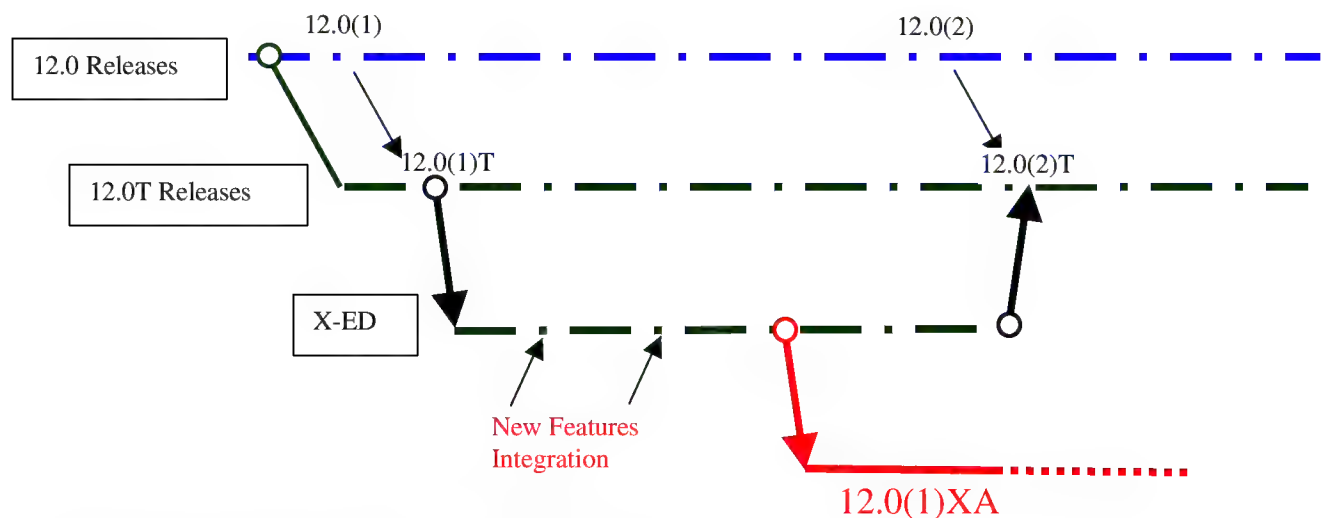 12.0(1)
12.0(2)
12.0 Releases
12.0(1)T
12.0(2)T
12.0T Releases
X-ED
New Features
Integration
12.0(1)XA